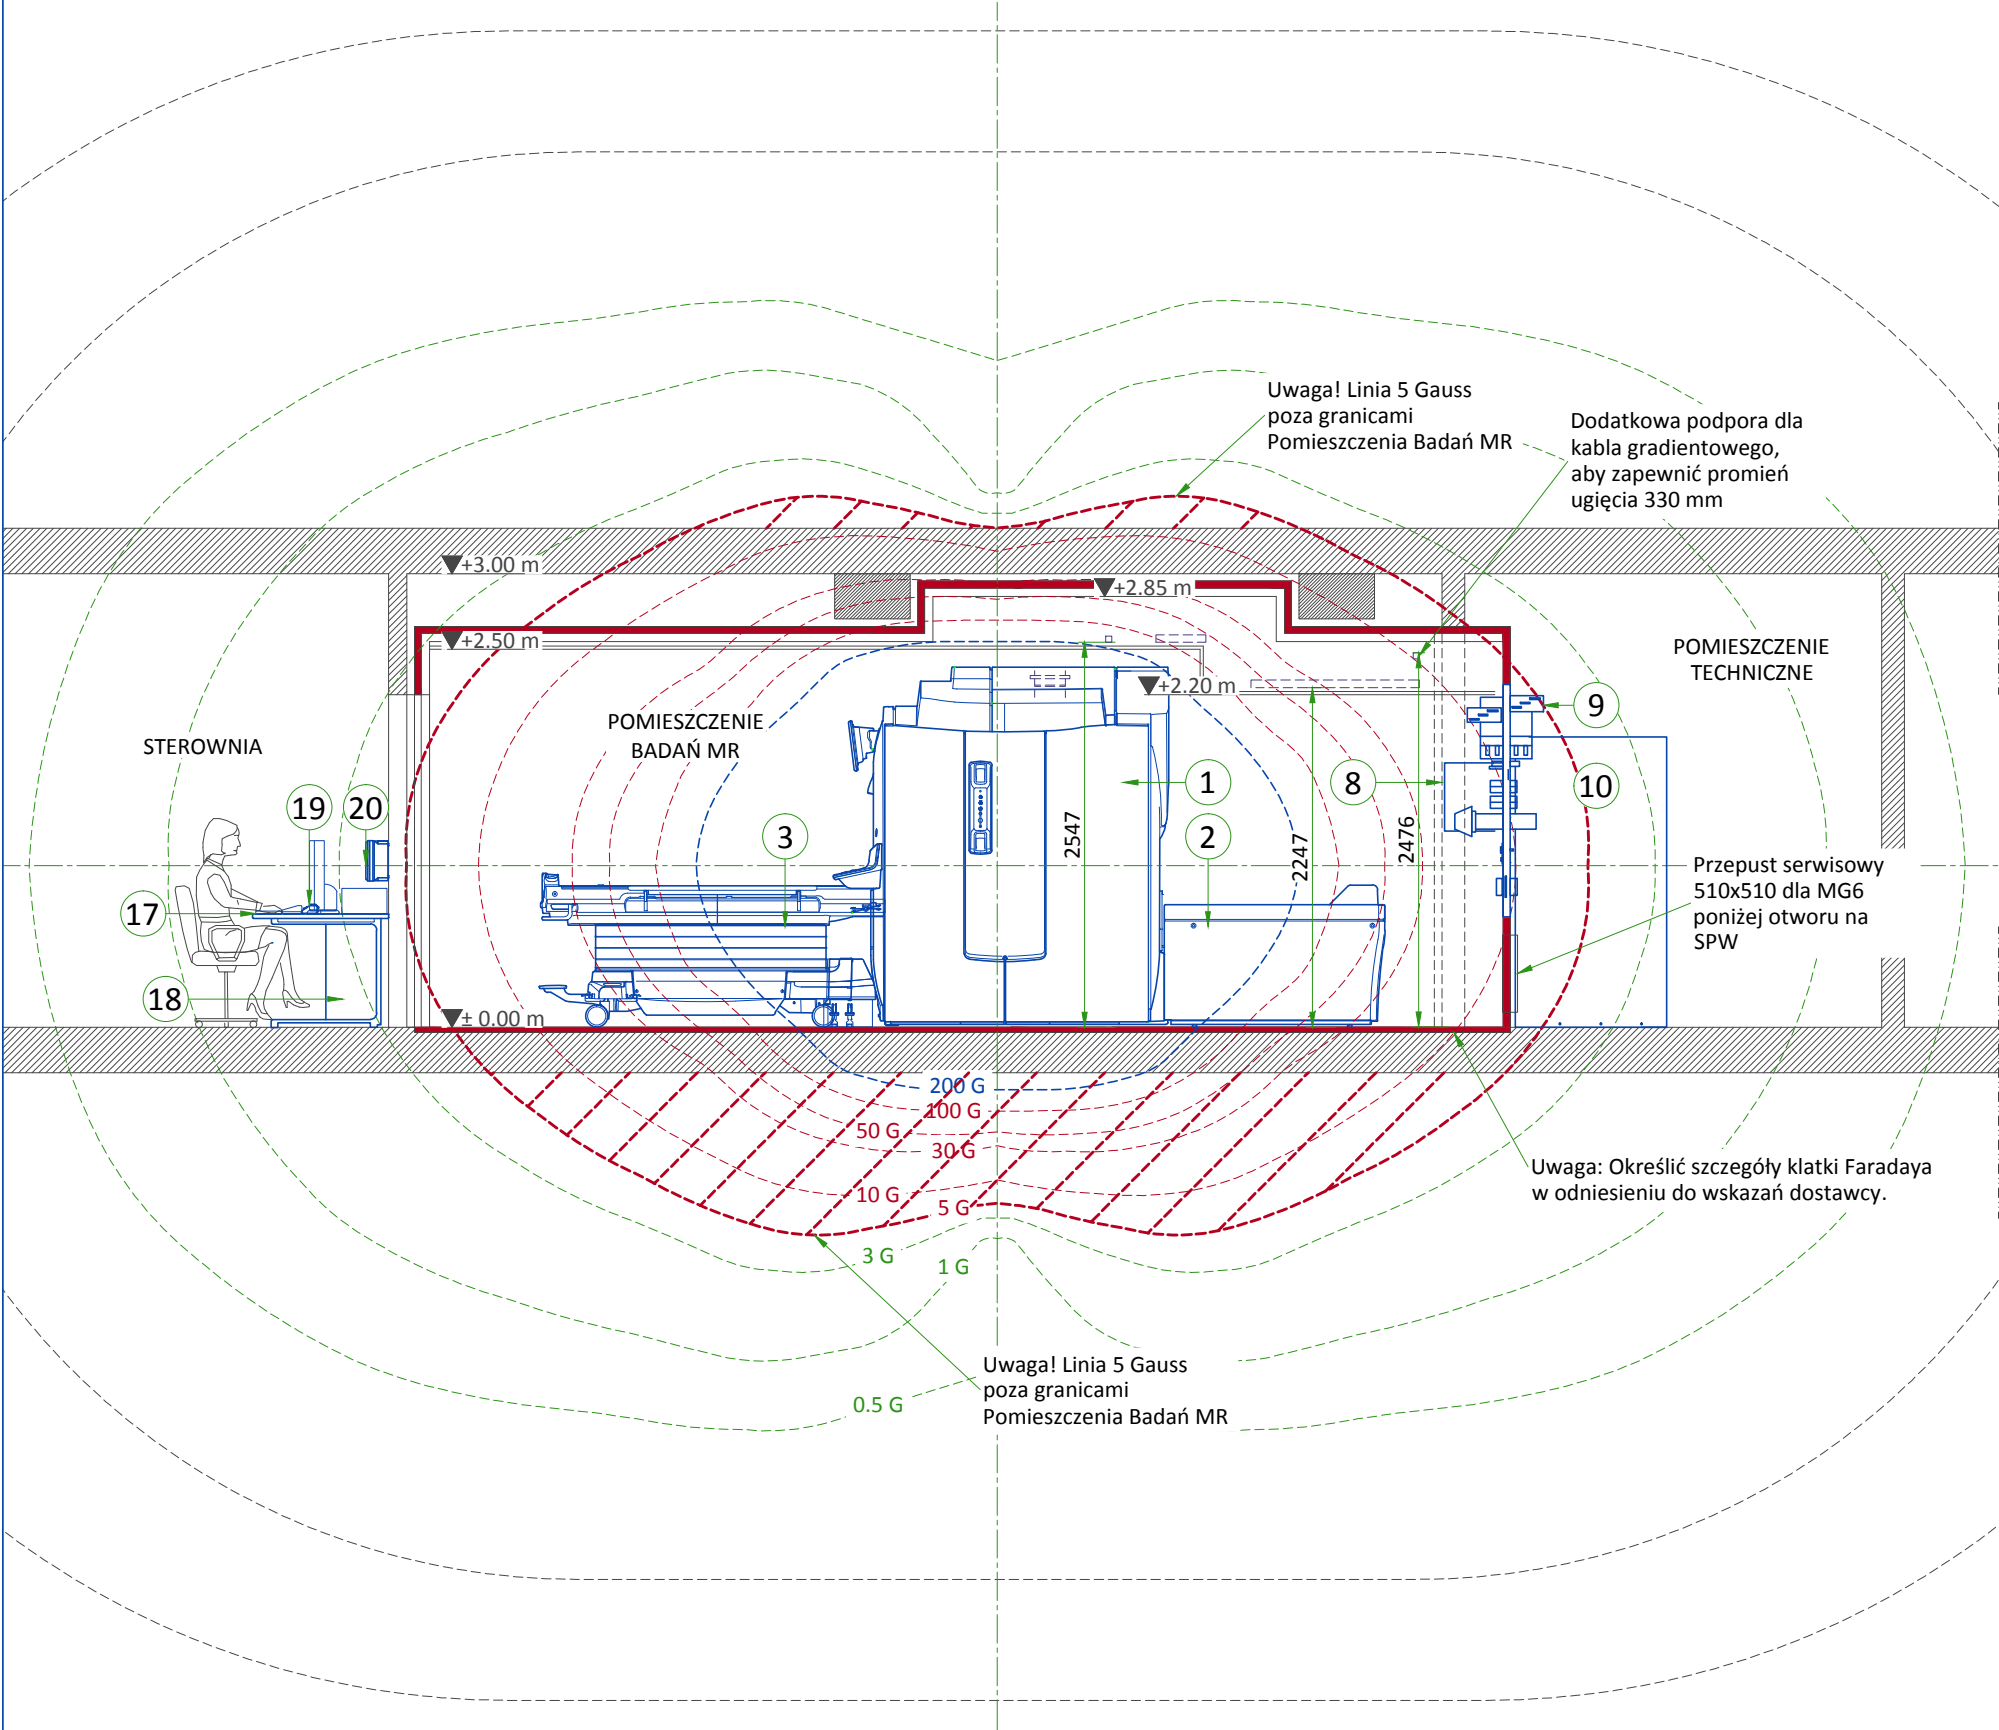 Uwaga! Linia 5 Gauss
poza granicami
Pomieszczenia Badań MR
Dodatkowa podpora dla
kabla gradientowego,
aby zapewnić promień
ugięcia 330 mm
+3.00 m
+2.85 m
+2.50 m
+2.20 m
POMIESZCZENIE
TECHNICZNE
POMIESZCZENIE
BADAŃ MR
STEROWNIA
9
1
8
10
19
20
3
2
2547
2247
2476
17
18
Przepust serwisowy
510x510 dla MG6
poniżej otworu na
SPW
± 0.00 m
200 G
100 G
50 G
30 G
10 G
5 G
3 G
1 G
0.5 G
Uwaga: Określić szczegóły klatki Faradaya
w odniesieniu do wskazań dostawcy.
Uwaga! Linia 5 Gauss
poza granicami
Pomieszczenia Badań MR